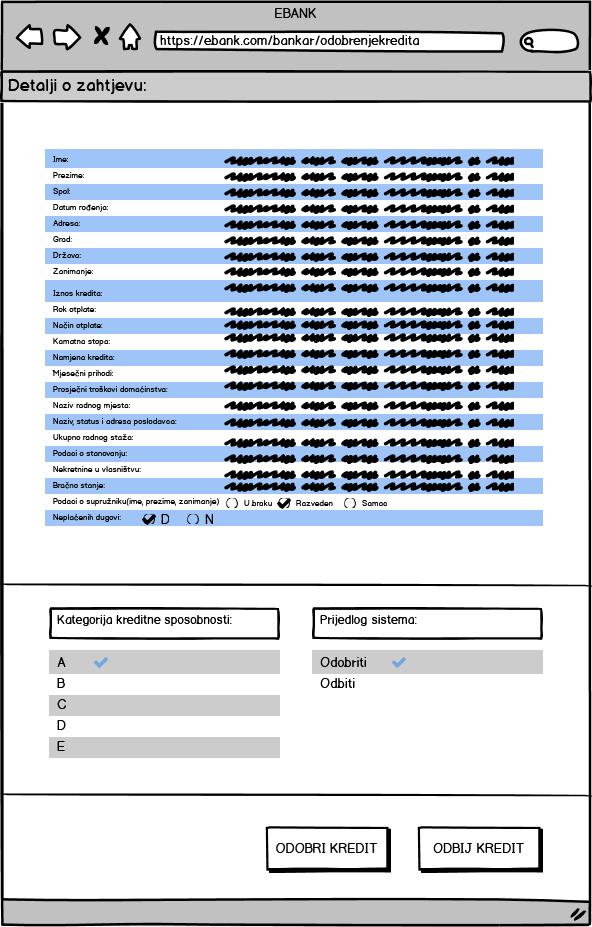 EBANK
https://ebank.com/bankar/odobrenjekredita
Detalji o zahtjevu:
Ime:
Prezime:
Spol:
Datum rođenja:
Adresa:
Grad:
Država:
Zanimanje:
Iznos kredita:
Rok otplate:
Način otplate:
Kamatna stopa:
Namjena kredita:
Mjesečni prihodi:
Prosječni troškovi domaćinstva:
Naziv radnog mjesta:
Naziv, status i adresa poslodavca:
Ukupno radnog staža:
Podaci o stanovanju:
Nekretnine u vlasništvu:
Bračno stanje:
Podaci o supružniku(ime, prezime, zanimanje) U braku Razveden Samac
Neplaćenih dugovi: D N
Kategorija kreditne sposobnosti: Prijedlog sistema:
A Odobriti
B Odbiti
C
D
E
ODOBRI KREDIT ODBIJ KREDIT